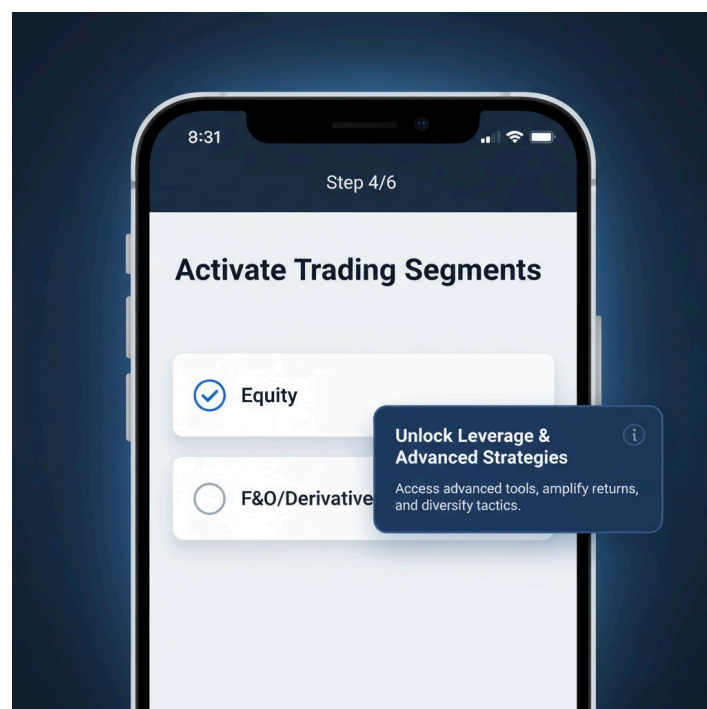 8:31
Step 4/6
Activate Trading Segments
Equity
Unlock Leverage &
Advanced Strategies
Access advanced tools, amplify returns,
and diversity tactics.
F&O/Derivative